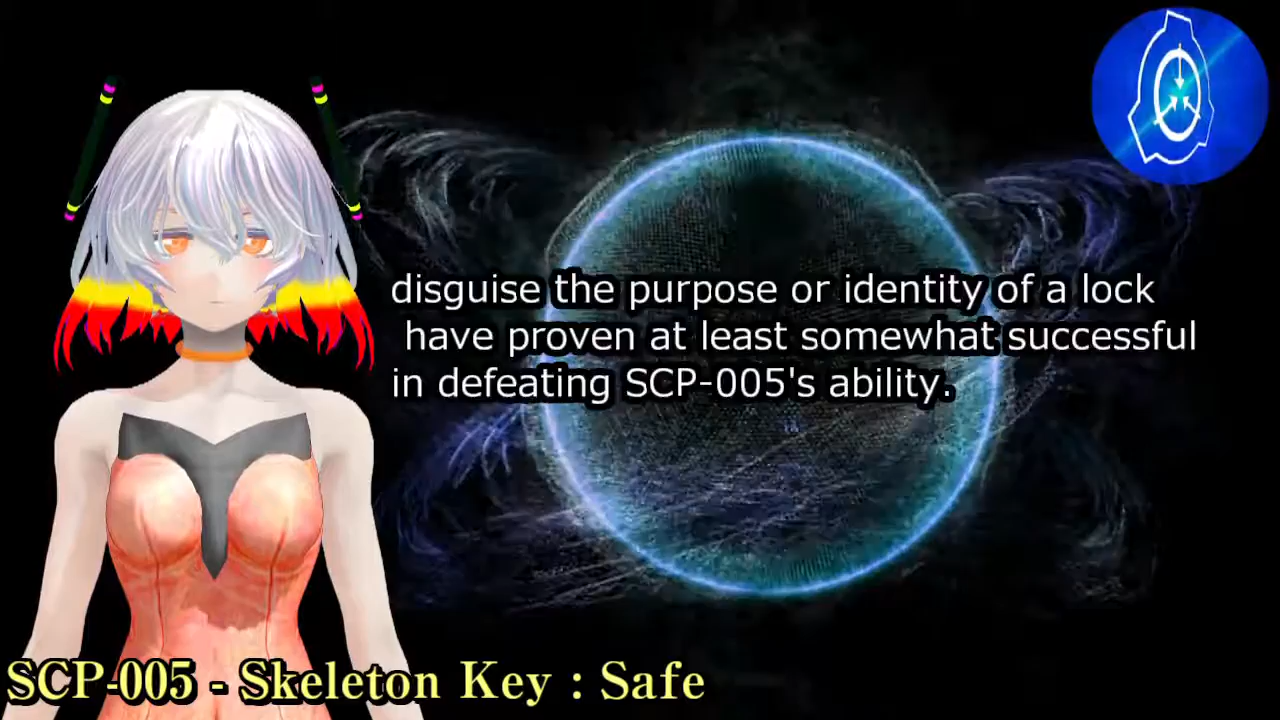 disguise the purpose or identity of a lock
have proven at least somewhat successful
in defeating SCP-005's ability.
SCP-005 - Skeleton Key : Safe